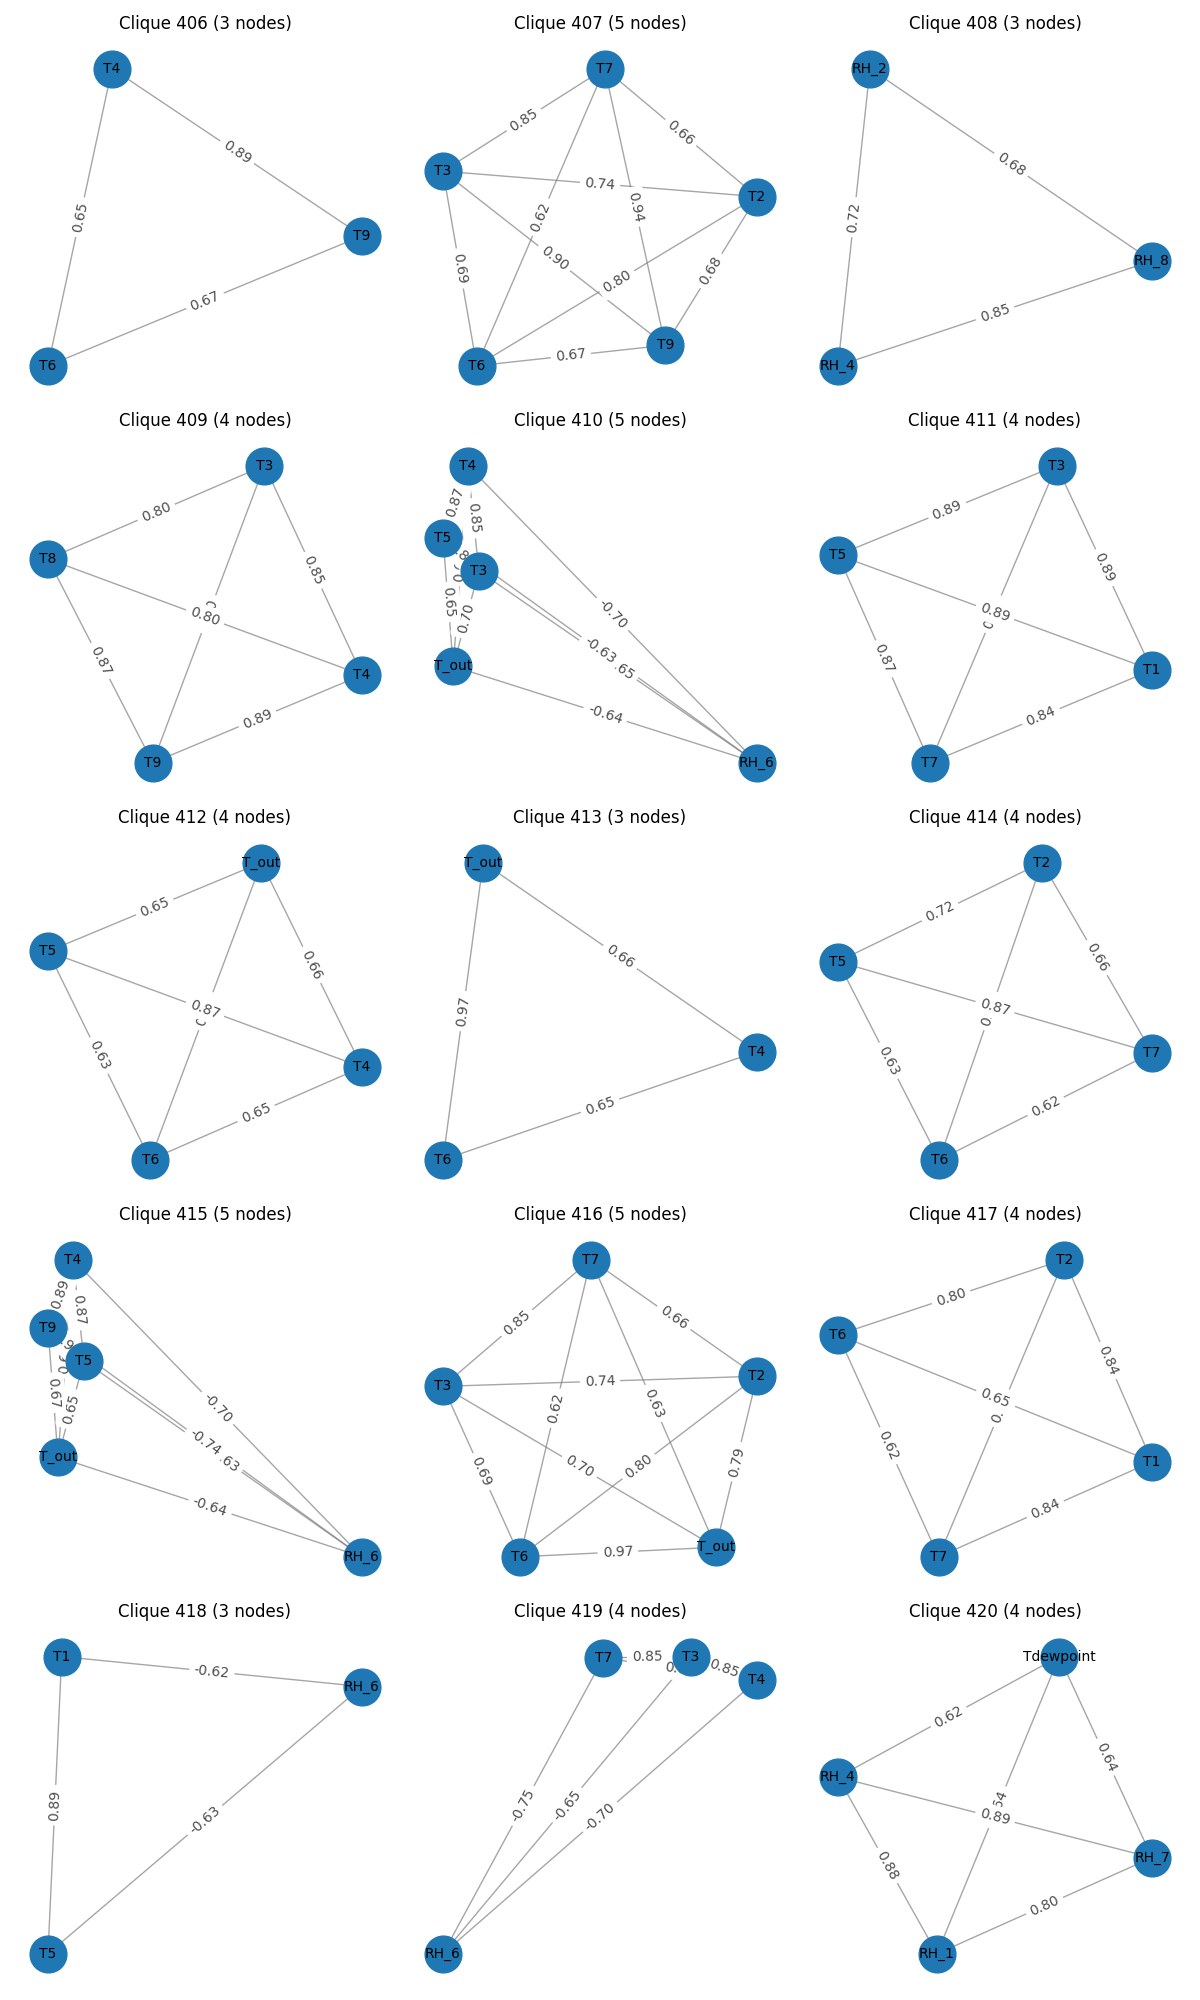 Clique 406 (3 nodes)
T4
0.89
0.65
T9
0.67
T6
Clique 407 (5 nodes)
T7
0.85
0.66
T3
0.74
T2
0.62
0.94
0.90
0.69
0.80
0.68
T9
0.67
T6
Clique 408 (3 nodes)
RH_2
0.68
0.72
RH_8
0.85
RH_4
Clique 409 (4 nodes)
T3
0.80
T8
0.85
0.80
0.87
T4
0.89
T9
Clique 410 (5 nodes)
T4
0.87
0.85
T5
T3
0.65
0.70
-0.70
-0.63
T_out
-0.64
RH_6
Clique 411 (4 nodes)
T3
0.89
T5
0.89
0.89
0.87
T1
0.84
T7
Clique 412 (4 nodes)
T_out
0.65
T5
0.66
0.87
0.63
T4
0.65
T6
Clique 413 (3 nodes)
T_out
0.66
0.97
T4
0.65
T6
Clique 414 (4 nodes)
T2
0.72
T5
0.66
0.87
0.63
T7
0.62
T6
Clique 415 (5 nodes)
T4
0.89
0.87
T9
T5
0.67
0.65
-0.70
-0.74
T_out
-0.64
RH_6
Clique 416 (5 nodes)
T7
0.85
0.66
T3
0.74
T2
0.62
0.63
0.70
0.69
0.80
0.79
T_out
0.97
T6
Clique 417 (4 nodes)
T2
0.80
T6
0.84
0.65
0.62
T1
0.84
T7
Clique 418 (3 nodes)
T1
-0.62
RH_6
0.89
-0.63
T5
Clique 419 (4 nodes)
T7
0.85
T3
0.85
T4
-0.75
-0.65
-0.70
RH_6
Clique 420 (4 nodes)
Tdewpoint
0.62
0.64
RH_4
0.89
0.88
RH_7
0.80
RH_1